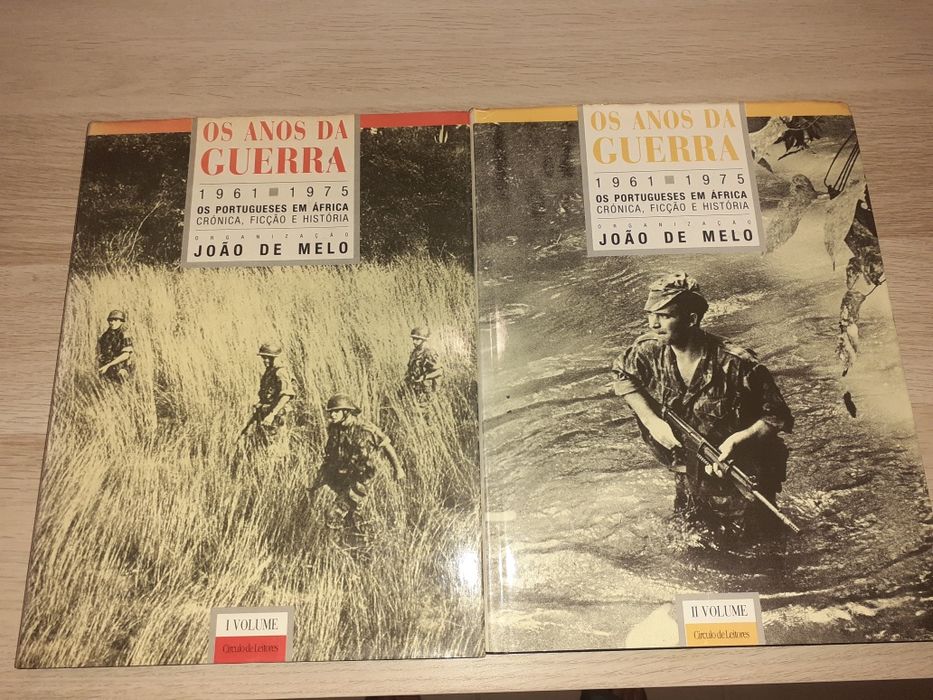 OS ANOS DA
GUERRA
1961 ■ 1975
OS PORTUGUESES EM ÁFRICA
CRÓNICA, FICÇÃO E HISTÓRIA
ORGANIZAÇÃO
JOÃO DE MELO
I VOLUME
Círculo de Leitores
OS ANOS DA
GUERRA
1961 ■ 1975
OS PORTUGUESES EM ÁFRICA
CRÓNICA, FICÇÃO E HISTÓRIA
ORGANIZAÇÃO
JOÃO DE MELO
II VOLUME
Círculo de Leitores